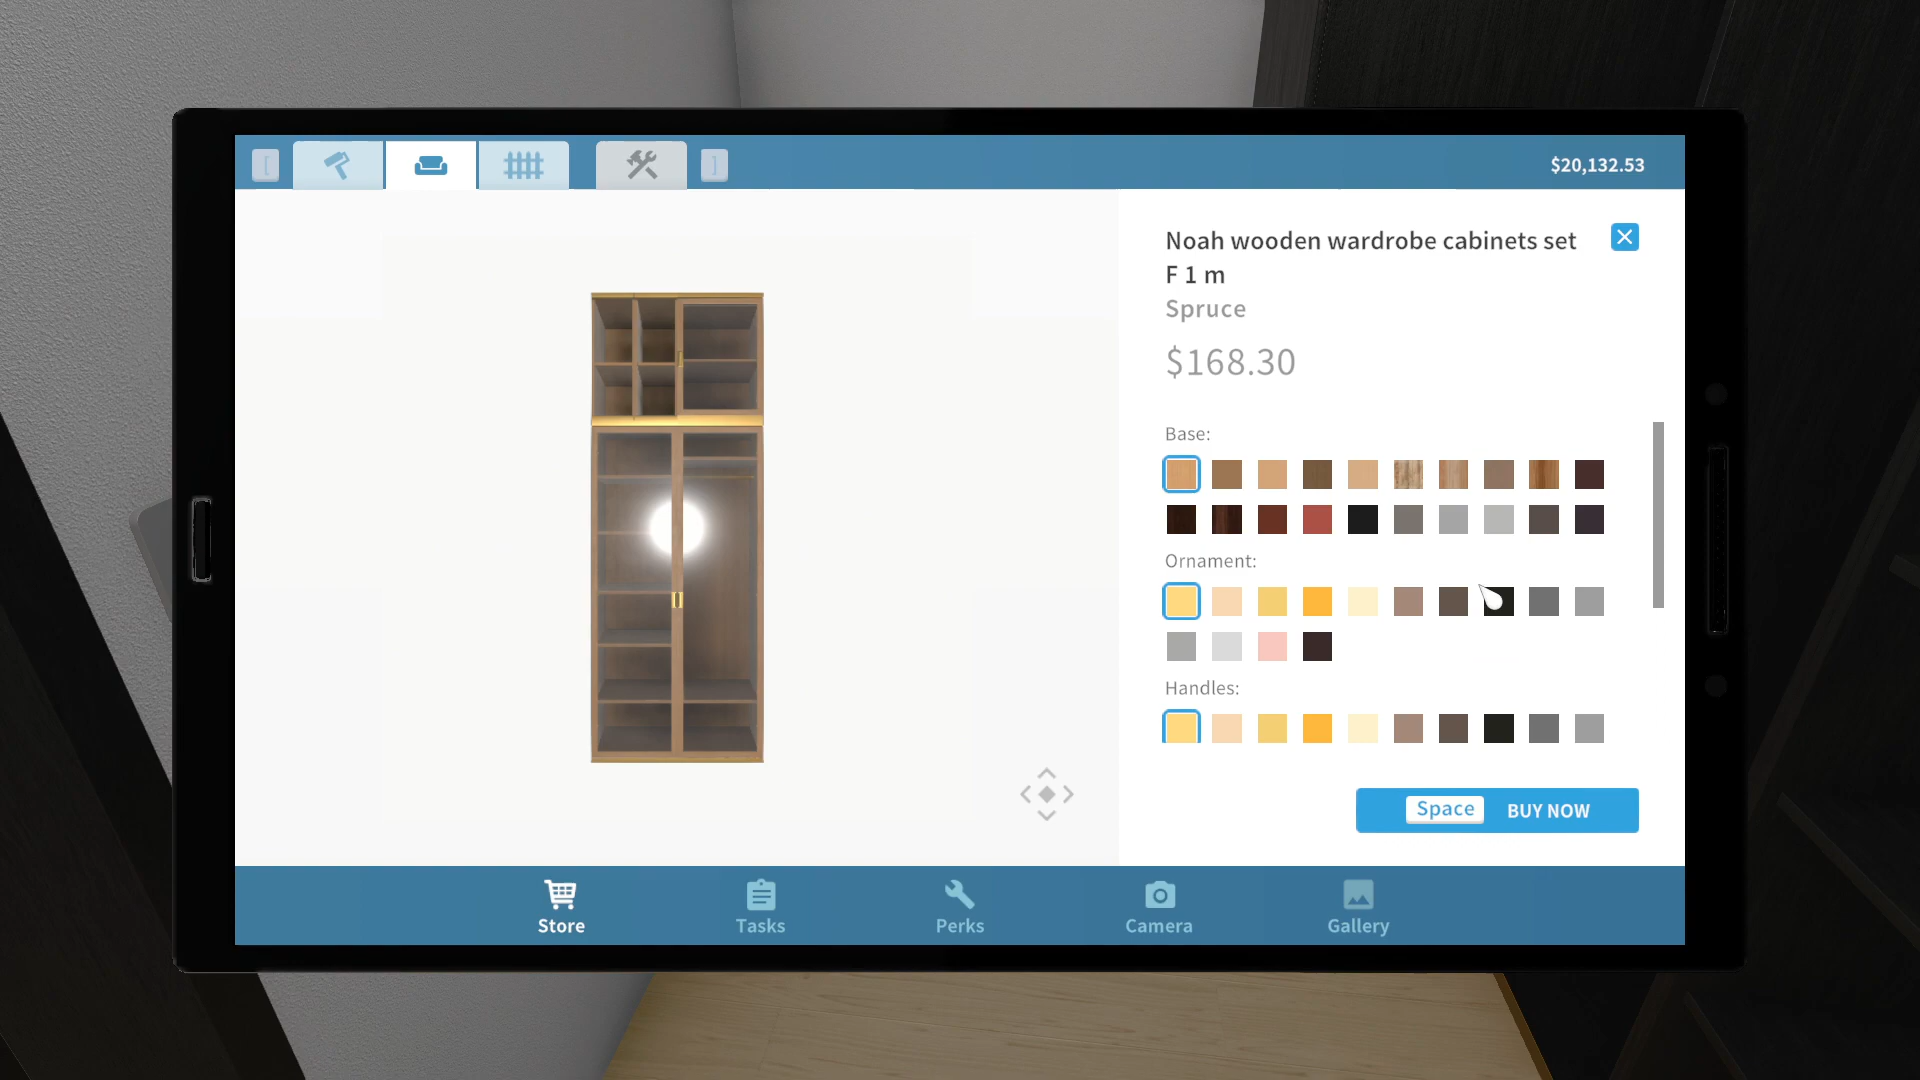 [
]
$20,132.53
Noah wooden wardrobe cabinets set
F 1 m
Spruce
$168.30
Base:
Ornament:
Handles:
Space BUY NOW
Store
Tasks
Perks
Camera
Gallery